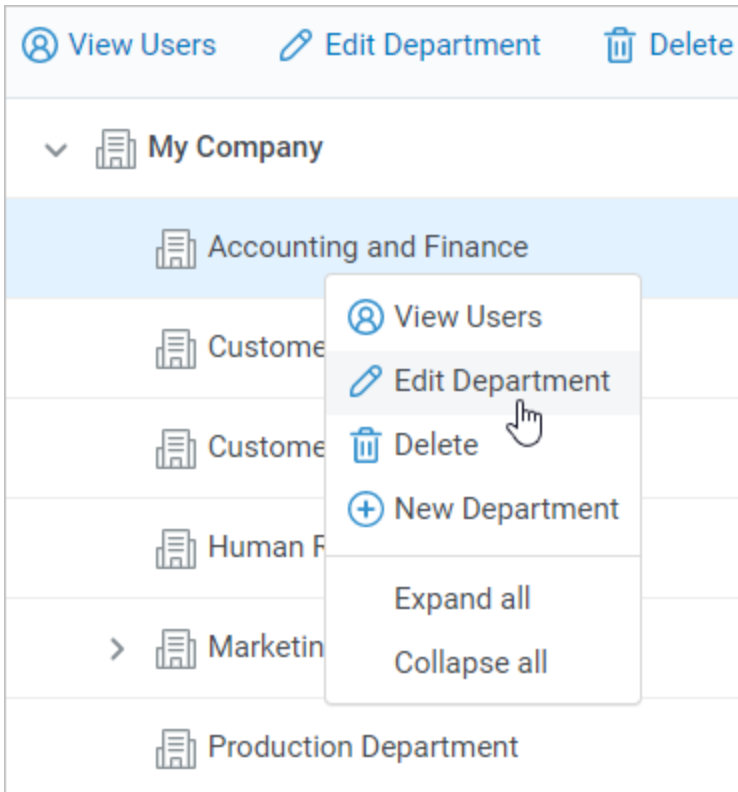 View Users Edit Department Delete
My Company
Accounting and Finance
View Users
Edit Department
Delete
New Department
Expand all
Collapse all
Production Department